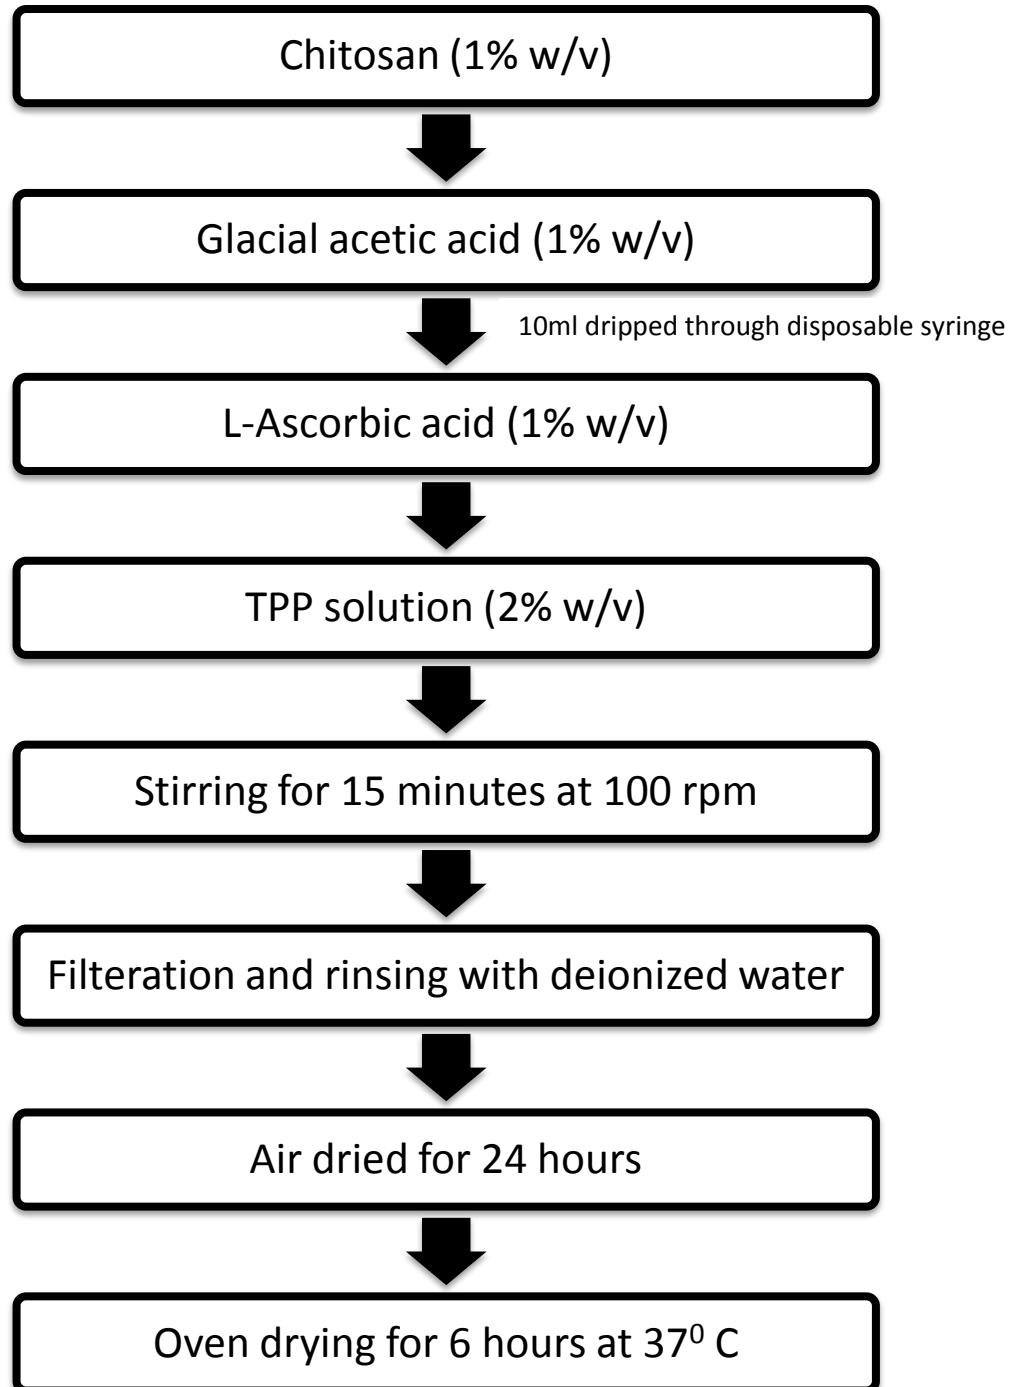 Chitosan (1% w/v)
Glacial acetic acid (1% w/v)
10ml dripped through disposable syringe
L-Ascorbic acid (1% w/v)
TPP solution (2% w/v)
Stirring for 15 minutes at 100 rpm
Filteration and rinsing with deionized water
Air dried for 24 hours
Oven drying for 6 hours at 37⁰ C